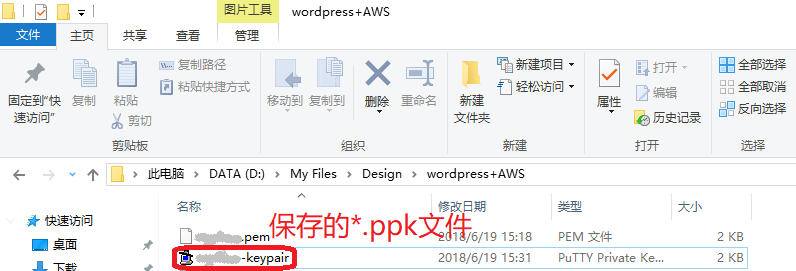 图片工具
wordpress+AWS
文件
主页
共享
查看
管理
固定到“快
速访问”
复制
粘贴
复制路径
粘贴快捷方式
剪切
剪贴板
移动到
复制到
删除
重命名
组织
新建
文件夹
新建项目
轻松访问
新建
属性
打开
编辑
历史记录
打开
全部选择
全部取消
反向选择
选择
此电脑 > DATA (D:) > My Files > Design > wordpress+AWS
快速访问
桌面
下载
名称 修改日期 类型 大小
保存的*.ppk文件
.pem 2018/6/19 15:18 PEM 文件 2 KB
-keypair 2018/6/19 15:31 PuTTY Private Ke... 2 KB